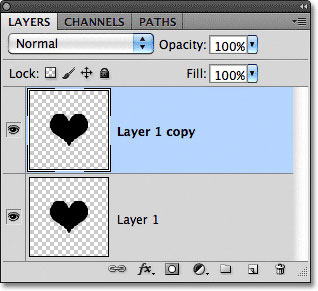 LAYERS CHANNELS PATHS
Normal Opacity: 100%
Lock: Fill: 100%
Layer 1 copy
Layer 1
fx.